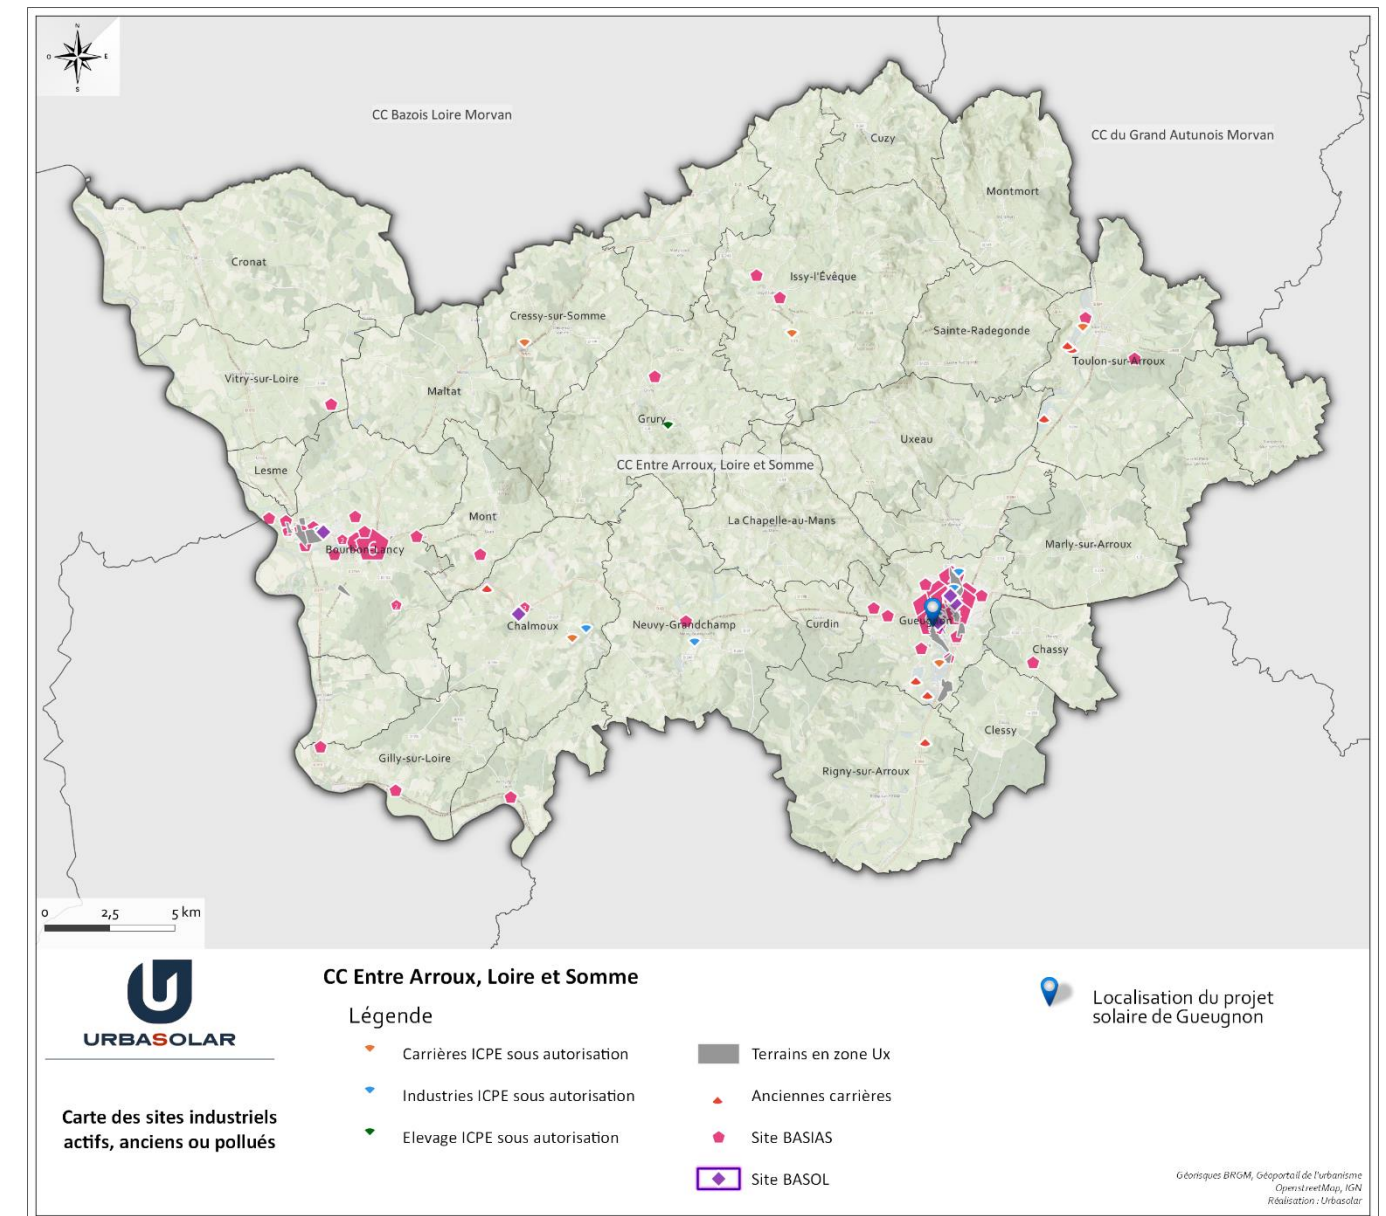 N
O
E
S
CC Bazois Loire Morvan
CC du Grand Autunois Morvan
Cuzy
Montmort
Cronat
Issy-l'Évêque
Cressy-sur-Somme
Sainte-Radegonde
Toulon-sur-Arroux
Vitry-sur-Loire
Maltat
Grury
Uxeau
CC Entre Arroux, Loire et Somme
Lesme
Mont
La Chapelle-au-Mans
Bourbon-Lancy
6
Marly-sur-Arroux
Chalmoux
Neuvy-Grandchamp
Curdin
Gueugnon
Chassy
Clessy
Gilly-sur-Loire
Rigny-sur-Arroux
0 2,5 5 km
URBASOLAR
Carte des sites industriels
actifs, anciens ou pollués
CC Entre Arroux, Loire et Somme
Légende
Carrières ICPE sous autorisation
Industries ICPE sous autorisation
Elevage ICPE sous autorisation
Terrains en zone Ux
Anciennes carrières
Site BASIAS
Site BASOL
Localisation du projet
solaire de Gueugnon
Géorisques BRGM, Géoportail de l'urbanisme
OpenstreetMap, IGN
Réalisation : Urbasolar